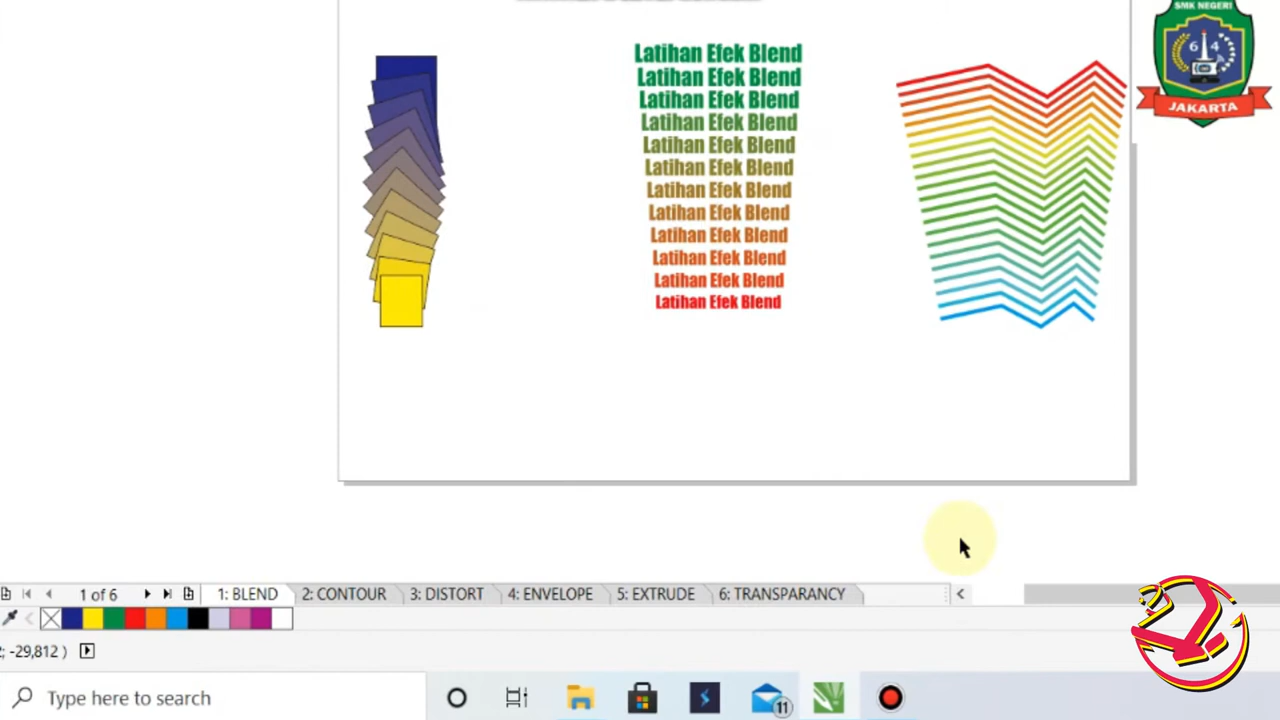 SMK NEGERI
6 4
JAKARTA
Latihan Efek Blend
Latihan Efek Blend
Latihan Efek Blend
Latihan Efek Blend
Latihan Efek Blend
Latihan Efek Blend
Latihan Efek Blend
Latihan Efek Blend
Latihan Efek Blend
Latihan Efek Blend
Latihan Efek Blend
Latihan Efek Blend
1 of 6 1: BLEND 2: CONTOUR 3: DISTORT 4: ENVELOPE 5: EXTRUDE 6: TRANSPARANCY
; -29,812 )
Type here to search
11